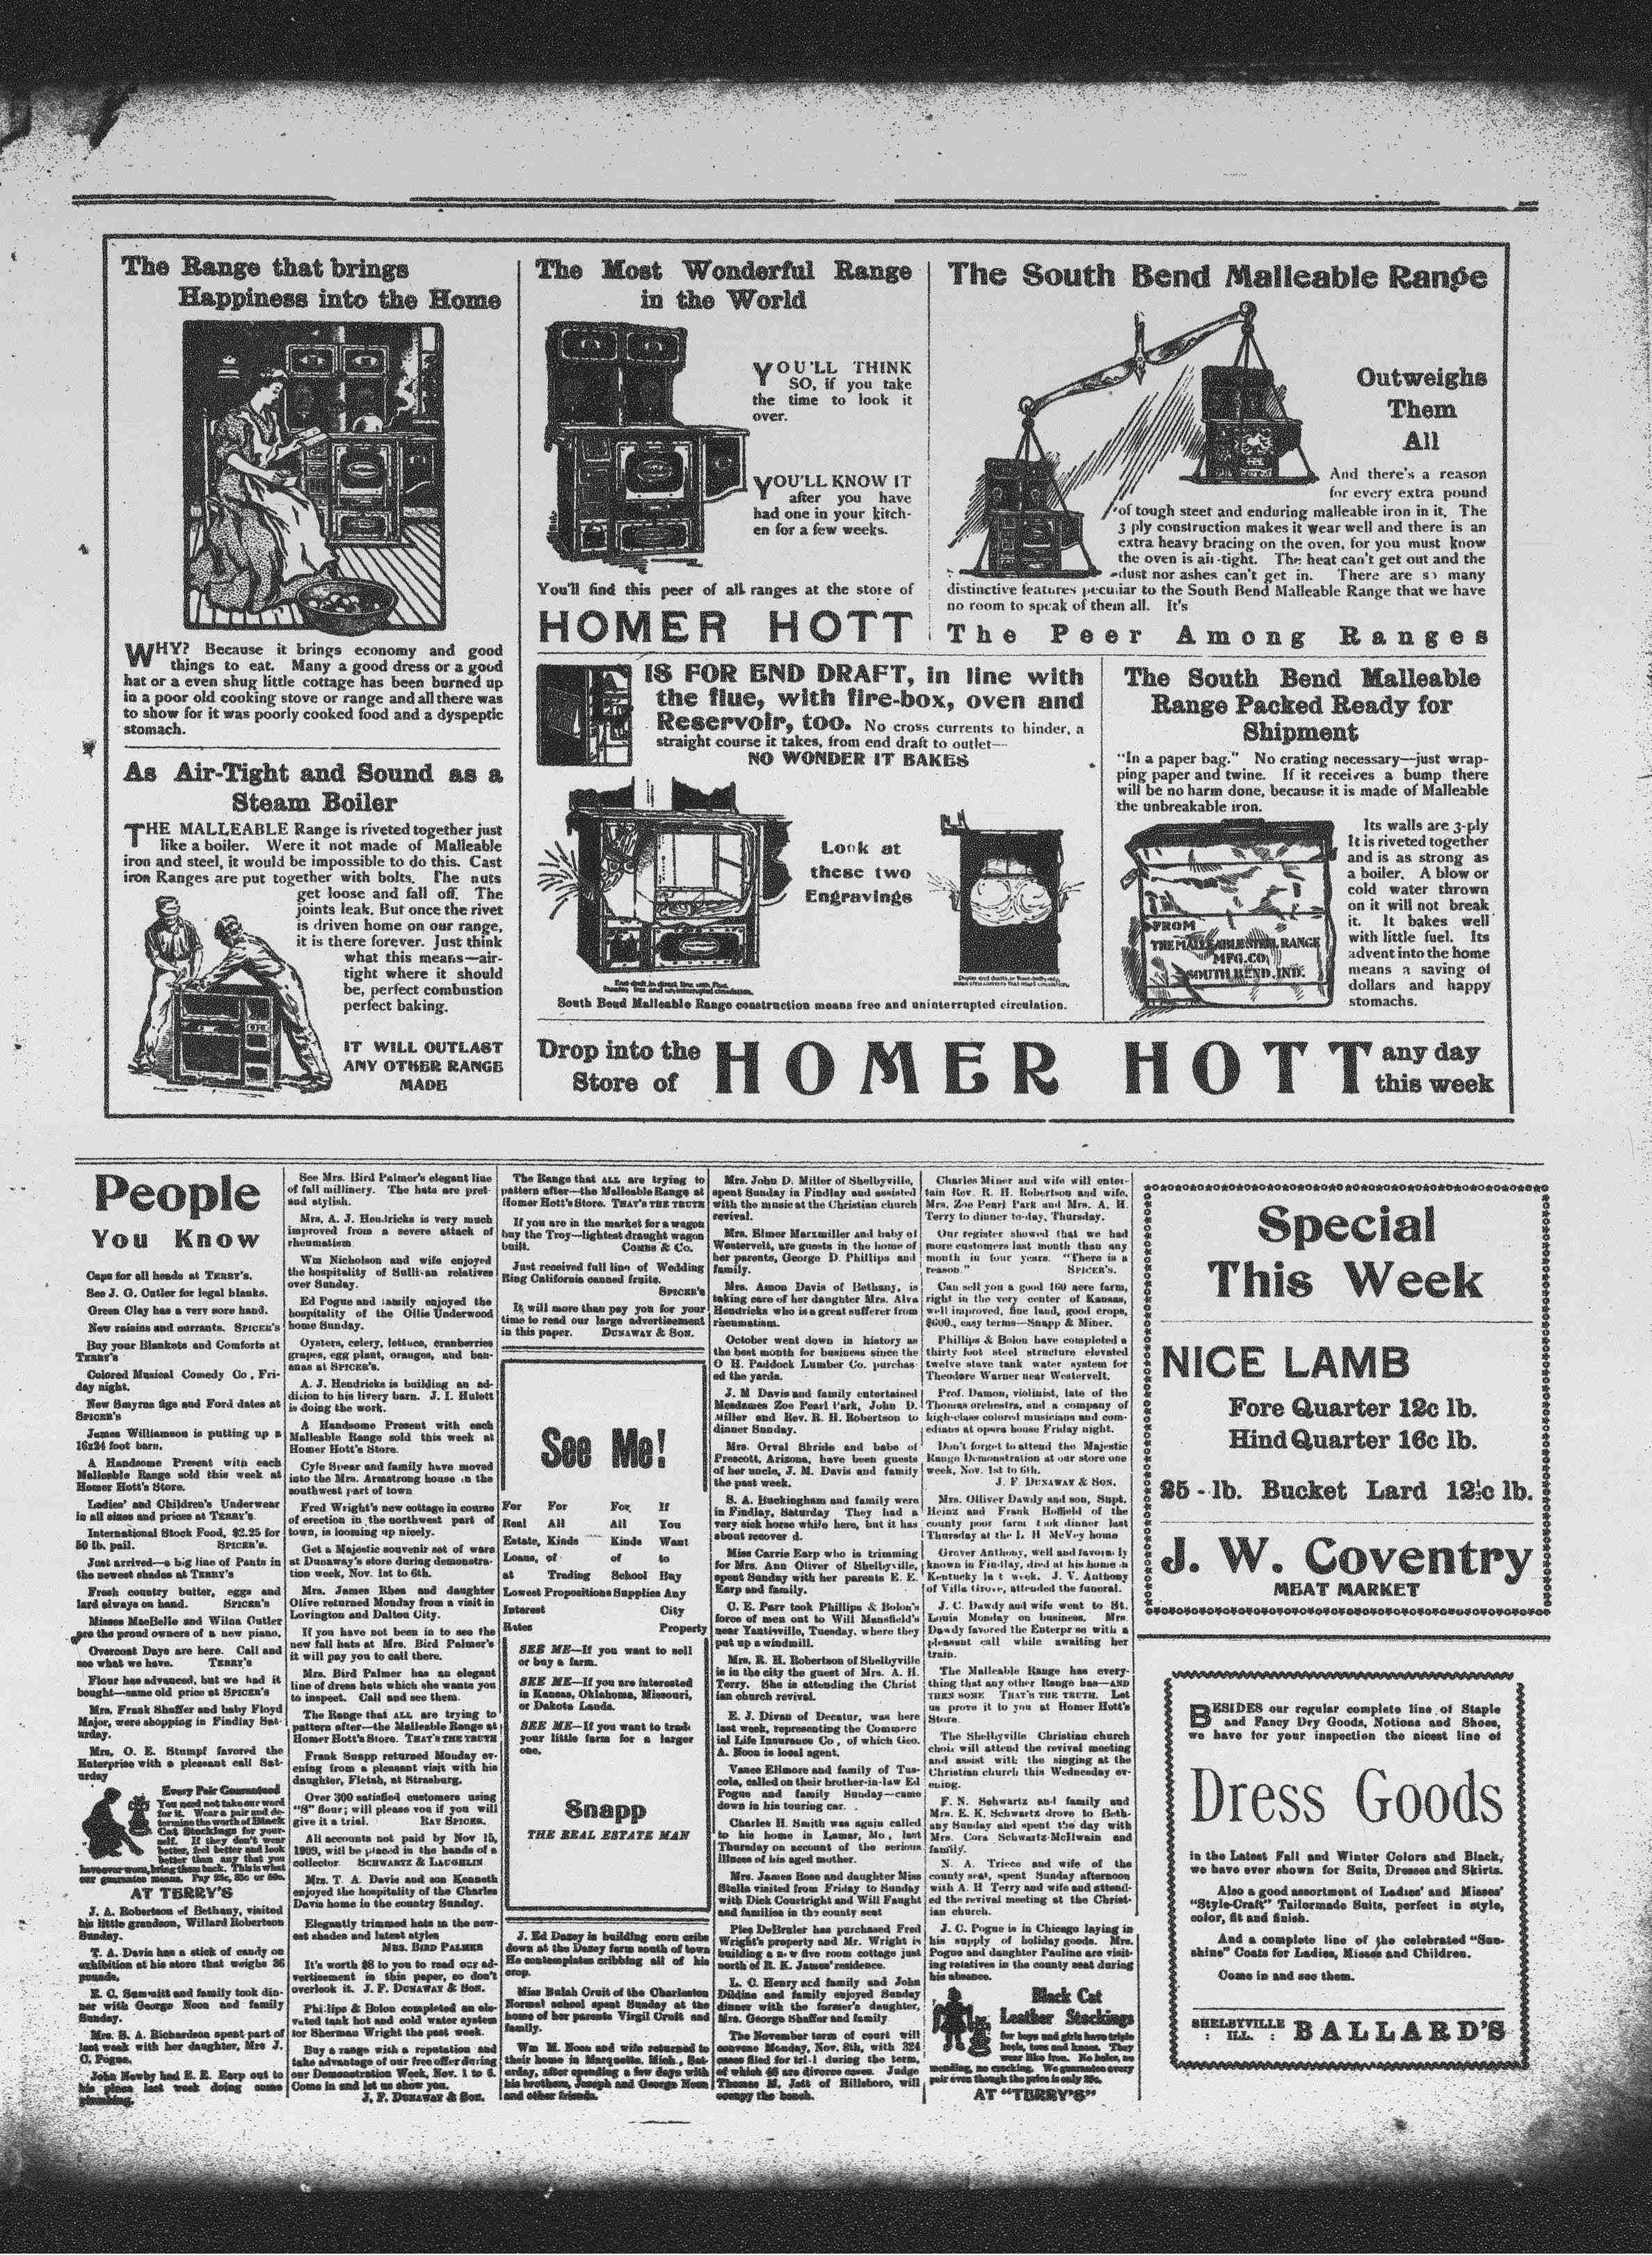 The Range that brings
Happiness into the Home
WHY? Because it brings economy and good
things to eat. Many a good dress or a good
hat or a even shug little cottage has been burned up
in a poor old cooking stove or range and all there was
to show for it was poorly cooked food and a dyspeptic
stomach.
As Air-Tight and Sound as a
Steam Boiler
THE MALLEABLE Range is riveted together just
like a boiler. Were it not made of Malleable
iron and steel, it would be impossible to do this. Cast
iron Ranges are put together with bolts. The nuts
get loose and fall off. The
joints leak. But once the rivet
is driven home on our range,
it is there forever. Just think
what this means—air-
tight where it should
be, perfect combustion
perfect baking.
IT WILL OUTLAST
ANY OTHER RANGE
MADE
The Most Wonderful Range
in the World
YOU'LL THINK
SO, if you take
the time to look it
over.
YOU'LL KNOW IT
after you have
had one in your kitch-
en for a few weeks.
You'll find this peer of all ranges at the store of
HOMER HOTT
The South Bend Malleable Range
Outweighs
Them
All
And there's a reason
for every extra pound
of tough steet and enduring malleable iron in it. The
3 ply construction makes it wear well and there is an
extra heavy bracing on the oven, for you must know
the oven is air-tight. The heat can't get out and the
dust nor ashes can't get in. There are so many
distinctive features peculiar to the South Bend Malleable Range that we have
no room to speak of them all. It's
The Peer Among Ranges
IS FOR END DRAFT, in line with
the flue, with fire-box, oven and
Reservoir, too. No cross currents to hinder, a
straight course it takes, from end draft to outlet—
NO WONDER IT BAKES
Look at
these two
Engravings
South Bend Malleable Range construction means free and uninterrupted circulation.
The South Bend Malleable
Range Packed Ready for
Shipment
"In a paper bag." No crating necessary—just wrap-
ping paper and twine. If it receives a bump there
will be no harm done, because it is made of Malleable
the unbreakable iron.
FROM
THE MALLEABLE STEEL RANGE
MFG. CO.
SOUTH BEND, IND.
Its walls are 3-ply
It is riveted together
and is as strong as
a boiler. A blow or
cold water thrown
on it will not break
it. It bakes well
with little fuel. Its
advent into the home
means a saving of
dollars and happy
stomachs.
Drop into the
Store of
HOMER HOTT
any day
this week
People
You Know
Caps for all heads at TERRY'S.
See J. G. Cutler for legal blanks.
Green Clay has a very sore hand.
New raisins and currants. SPICER'S
Buy your Blankets and Comforts at
TERRY'S
Colored Musical Comedy Co, Fri-
day night.
New Smyrna figs and Ford dates at
SPICER'S
James Williamson is putting up a
16x24 foot barn.
A Handsome Present with each
Malleable Range sold this week at
Homer Hott's Store.
Ladies' and Children's Underwear
in all sizes and prices at TERRY'S
International Stock Food, $2.25 for
50 lb. pail. SPICER'S.
Just arrived—a big line of Pants in
the newest shades at TERRY'S
Fresh country butter, eggs and
lard always on hand. SPICER'S
Misses MaeBelle and Wilna Cutler
are the proud owners of a new piano.
Overcoat Days are here. Call and
see what we have. TERRY'S
Flour has advanced, but we had it
bought—same old price at SPICER'S
Mrs. Frank Shaffer and baby Floyd
Major, were shopping in Findlay Sat-
urday.
Mrs. O. E. Stumpf favored the
Enterprise with a pleasant call Sat-
urday
Every Pair Guaranteed
You need not take our word
for it. Wear a pair and de-
termine the worth of Black
Cat Stockings for your-
self. If they don't wear
better, feel better and look
better than any that you
have ever worn, bring them back. This is what
our guarantee means. Pay 25c, 35c or 50c.
AT TERRY'S
J. A. Robertson of Bethany, visited
his little grandson, Willard Robertson
Sunday.
T. A. Davis has a stick of candy on
exhibition at his store that weighs 36
pounds.
E. C. Summitt and family took din-
ner with George Noon and family
Sunday.
Mrs. S. A. Richardson spent part of
last week with her daughter, Mrs J.
C. Pogue.
John Newby had E. E. Earp out to
his place last week doing some
plumbing.
See Mrs. Bird Palmer's elegant line
of fall millinery. The hats are pret-
and stylish.
Mrs. A. J. Hendricks is very much
improved from a severe attack of
rheumatism.
Wm Nicholson and wife enjoyed
the hospitality of Sullivan relatives
over Sunday.
Ed Pogue and family enjoyed the
hospitality of the Ollie Underwood
home Sunday.
Oysters, celery, lettuce, cranberries
grapes, egg plant, oranges, and ban-
anas at SPICER'S.
A. J. Hendricks is building an ad-
dition to his livery barn. J. I. Hulett
is doing the work.
A Handsome Present with each
Malleable Range sold this week at
Homer Hott's Store.
Cyle Spear and family have moved
into the Mrs. Armstrong house in the
southwest part of town
Fred Wright's new cottage in course
of erection in the northwest part of
town, is looming up nicely.
Get a Majestic souvenir set of ware
at Dunaway's store during demonstra-
tion week, Nov. 1st to 6th.
Mrs. James Rhea and daughter
Olive returned Monday from a visit in
Lovington and Dalton City.
If you have not been in to see the
new fall hats at Mrs. Bird Palmer's
it will pay you to call there.
Mrs. Bird Palmer has an elegant
line of dress hats which she wants you
to inspect. Call and see them.
The Range that ALL are trying to
pattern after—the Malleable Range at
Homer Hott's Store. THAT'S THE TRUTH
Frank Snapp returned Monday ev-
ening from a pleasant visit with his
daughter, Fletah, at Strasburg.
Over 300 satisfied customers using
"S" flour; will please you if you will
give it a trial. RAY SPICER.
All accounts not paid by Nov 15,
1909, will be placed in the hands of a
collector SCHWARTZ & LAUGHLIN
Mrs. T. A. Davis and son Kenneth
enjoyed the hospitality of the Charles
Davis home in the country Sunday.
Elegantly trimmed hats in the new-
est shades and latest styles
MRS. BIRD PALMER
It's worth $8 to you to read our ad-
vertisement in this paper, so don't
overlook it. J. F. DUNAWAY & SON.
Phillips & Bolon completed an ele-
vated tank hot and cold water system
for Sherman Wright the past week.
Buy a range with a reputation and
take advantage of our free offer during
our Demonstration Week, Nov. 1 to 6.
Come in and let us show you.
J. F. DUNAWAY & SON.
The Range that ALL are trying to
pattern after—the Malleable Range at
Homer Hott's Store. THAT'S THE TRUTH
If you are in the market for a wagon
buy the Troy—lightest draught wagon
built. COMBS & Co.
Just received full line of Wedding
Ring California canned fruits.
SPICER'S
It will more than pay you for your
time to read our large advertisement
in this paper. DUNAWAY & SON.
See Me!
For For For If
Real All All You
Estate, Kinds Kinds Want
Loans, of of to
at Trading School Buy
Lowest Propositions Supplies Any
Interest City
Rates Property
SEE ME—If you want to sell
or buy a farm.
SEE ME—If you are interested
in Kansas, Oklahoma, Missouri,
or Dakota Lands.
SEE ME—If you want to trade
your little farm for a larger
one.
Snapp
THE REAL ESTATE MAN
J. Ed Dazey is building corn cribs
down at the Dazey farm south of town
He contemplates cribbing all of his
crop.
Miss Bulah Cruit of the Charleston
Normal school spent Sunday at the
home of her parents Virgil Cruit and
family.
Wm M. Noon and wife returned to
their home in Marquette, Mich., Sat-
urday, after spending a few days with
his brothers, Joseph and George Noon
and other friends.
Mrs. John D. Miller of Shelbyville,
spent Sunday in Findlay and assisted
with the music at the Christian church
revival.
Mrs. Elmer Marxmiller and baby of
Westervelt, are guests in the home of
her parents, George D. Phillips and
family.
Mrs. Amos Davis of Bethany, is
taking care of her daughter Mrs. Alva
Hendricks who is a great sufferer from
rheumatism.
October went down in history as
the best month for business since the
O H. Paddock Lumber Co. purchas-
ed the yards.
J. M Davis and family entertained
Mesdames Zoe Pearl Park, John D.
Miller and Rev. R. H. Robertson to
dinner Sunday.
Mrs. Orval Shride and babe of
Prescott, Arizona, have been guests
of her uncle, J. M. Davis and family
the past week.
S. A. Buckingham and family were
in Findlay, Saturday They had a
very sick horse while here, but it has
about recover d.
Miss Carrie Earp who is trimming
for Mrs. Ann Oliver of Shelbyville,
spent Sunday with her parents E. E.
Earp and family.
C. E. Parr took Phillips & Bolon's
force of men out to Will Mansfield's
near Yantisville, Tuesday, where they
put up a windmill.
Mrs. R. H. Robertson of Shelbyville
is in the city the guest of Mrs. A. H.
Terry. She is attending the Christ
ian church revival.
E. J. Divan of Decatur, was here
last week, representing the Commerc
ial Life Insurance Co, of which Geo.
A. Noon is local agent.
Vance Ellmore and family of Tus-
cola, called on their brother-in-law Ed
Pogue and family Sunday—came
down in his touring car.
Charles H. Smith was again called
to his home in Lamar, Mo, last
Thursday on account of the serious
illness of his aged mother.
Mrs. James Bose and daughter Miss
Stella visited from Friday to Sunday
with Dick Courtright and Will Faught
and families in the county seat
Ples DeBruler has purchased Fred
Wright's property and Mr. Wright is
building a new five room cottage just
north of R. K. James' residence.
L. C. Henry and family and John
Dildine and family enjoyed Sunday
dinner with the former's daughter,
Mrs. George Shaffer and family
The November term of court will
convene Monday, Nov. 8th, with 324
cases filed for tri-l during the term,
of which 46 are divorce cases. Judge
Thomas M. Jett of Hillsboro, will
occupy the bench.
Charles Miner and wife will enter-
tain Rev. R. H. Robertson and wife,
Mrs. Zoe Pearl Park and Mrs. A. H.
Terry to dinner to-day, Thursday.
Our register showed that we had
more customers last month than any
month in four years. "There is a
reason." SPICER'S.
Can sell you a good 160 acre farm,
right in the very center of Kansas,
well improved, fine land, good crops,
$600., easy terms—Snapp & Miner.
Phillips & Bolon have completed a
thirty foot steel structure elevated
twelve stave tank water system for
Theodore Warner near Westervelt.
Prof. Damon, violinist, late of the
Thomas orchestra, and a company of
high-class colored musicians and com-
edians at opera house Friday night.
Don't forget to attend the Majestic
Range Demonstration at our store one
week, Nov. 1st to 6th.
J. F. DUNAWAY & SON.
Mrs. Olliver Dawdy and son, Supt.
Heinz and Frank Hoffield of the
county poor farm took dinner last
Thursday at the L H McVey home
Grover Anthony, well and favorably
known in Findlay, died at his home in
Kentucky la t week. J. V. Anthony
of Villa Grove, attended the funeral.
J. C. Dawdy and wife went to St.
Louis Monday on business. Mrs.
Dawdy favored the Enterprise with a
pleasant call while awaiting her
train.
The Malleable Range has every-
thing that any other Range has—AND
THEN SOME THAT'S THE TRUTH. Let
us prove it to you at Homer Hott's
Store.
The Shelbyville Christian church
choir will attend the revival meeting
and assist with the singing at the
Christian church this Wednesday ev-
ening.
F. N. Schwartz and family and
Mrs. E. K. Schwartz drove to Beth-
any Sunday and spent the day with
Mrs. Cora Schwartz-McIlwain and
family.
N. A. Trieco and wife of the
county seat, spent Sunday afternoon
with A. H Terry and wife and attend-
ed the revival meeting at the Christ-
ian church.
J. C. Pogue is in Chicago laying in
his supply of holiday goods. Mrs.
Pogue and daughter Pauline are visit-
ing relatives in the county seat during
his absence.
Black Cat
Leather Stockings
for boys and girls have triple
heels, toes and knees. They
wear like iron. No holes, no
mending, no cracking. We guarantee every
pair even though the price is only 25c.
AT "TERRY'S"
Special
This Week
NICE LAMB
Fore Quarter 12c lb.
Hind Quarter 16c lb.
25 - lb. Bucket Lard 12½c lb.
J. W. Coventry
MEAT MARKET
BESIDES our regular complete line of Staple
and Fancy Dry Goods, Notions and Shoes,
we have for your inspection the nicest line of
Dress Goods
in the Latest Fall and Winter Colors and Black,
we have ever shown for Suits, Dresses and Skirts.
Also a good assortment of Ladies' and Misses'
"Style-Craft" Tailormade Suits, perfect in style,
color, fit and finish.
And a complete line of the celebrated "Sun-
shine" Coats for Ladies, Misses and Children.
Come in and see them.
SHELBYVILLE
: ILL. :
BALLARD'S